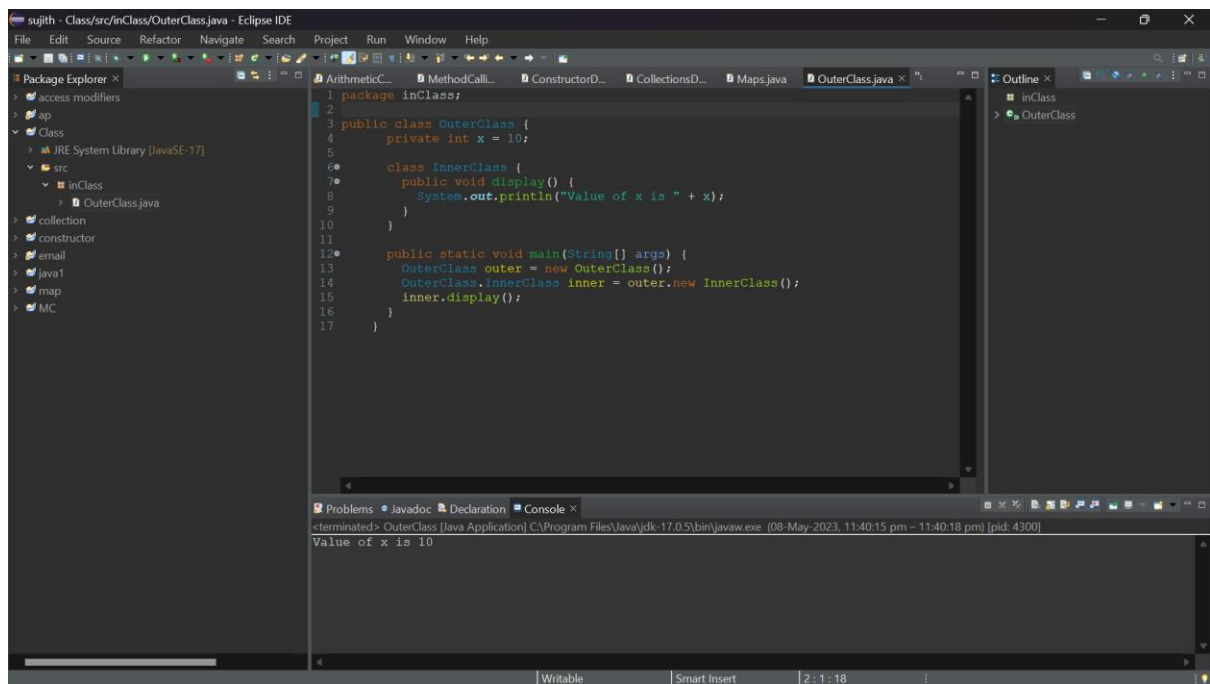 sujith - Class/src/inClass/OuterClass.java - Eclipse IDE
File Edit Source Refactor Navigate Search Project Run Window Help
Package Explorer ×
access modifiers
ap
Class
JRE System Library [JavaSE-17]
src
inClass
OuterClass.java
collection
constructor
email
java1
map
MC
ArithmeticC... MethodCalli... ConstructorD... CollectionsD... Maps.java OuterClass.java × »1
1 package inClass;
2
3 public class OuterClass {
4 private int x = 10;
5
6 class InnerClass {
7 public void display() {
8 System.out.println("Value of x is " + x);
9 }
10 }
11
12 public static void main(String[] args) {
13 OuterClass outer = new OuterClass();
14 OuterClass.InnerClass inner = outer.new InnerClass();
15 inner.display();
16 }
17 }
Outline ×
inClass
OuterClass
Problems Javadoc Declaration Console ×
<terminated> OuterClass [Java Application] C:\Program Files\Java\jdk-17.0.5\bin\javaw.exe (08-May-2023, 11:40:15 pm – 11:40:18 pm) [pid: 4300]
Value of x is 10
Writable Smart Insert 2 : 1 : 18